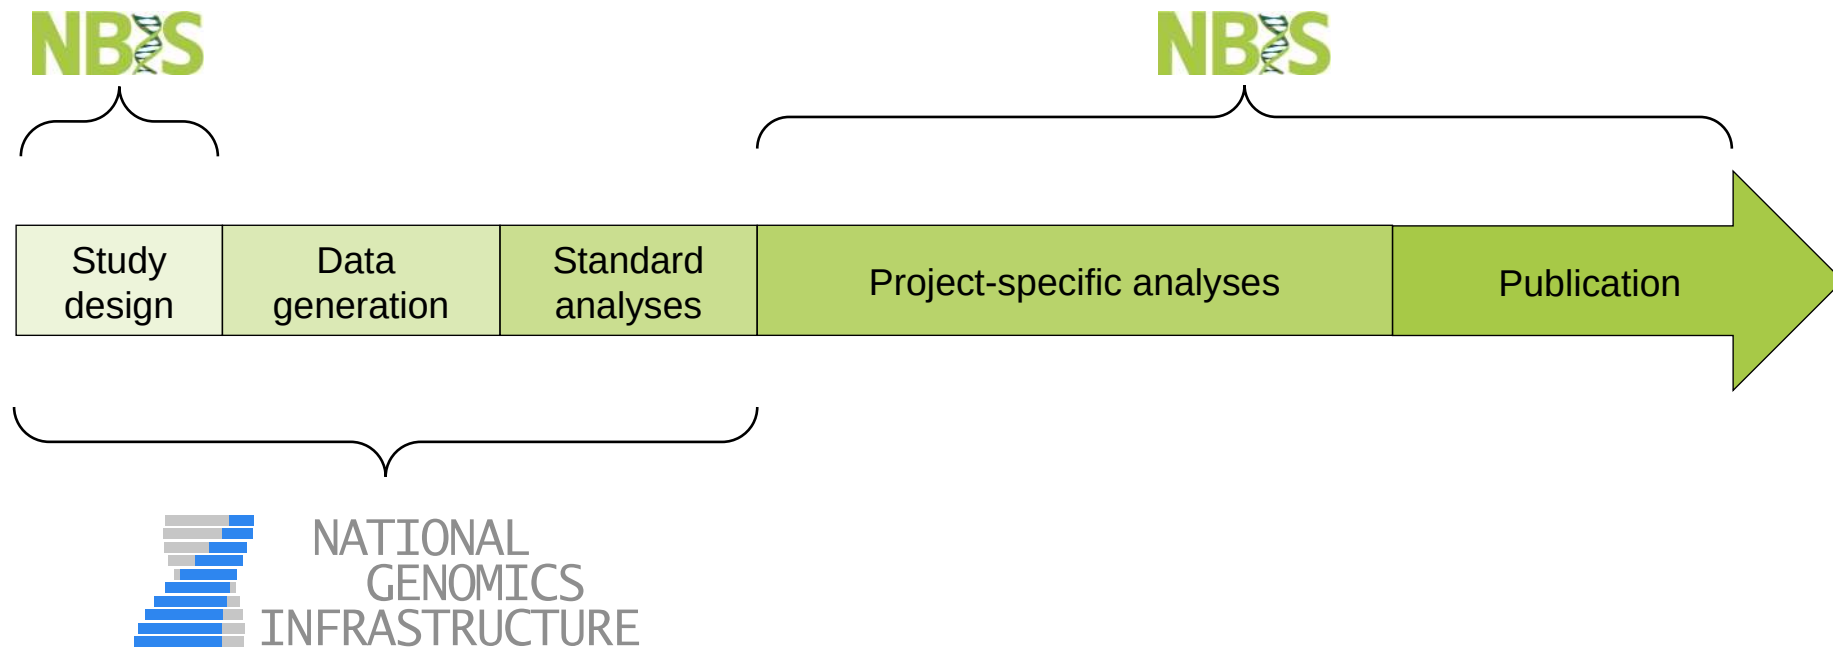 NBIS
NBIS
Study
design
Data
generation
Standard
analyses
Project-specific analyses
Publication
NATIONAL
GENOMICS
INFRASTRUCTURE